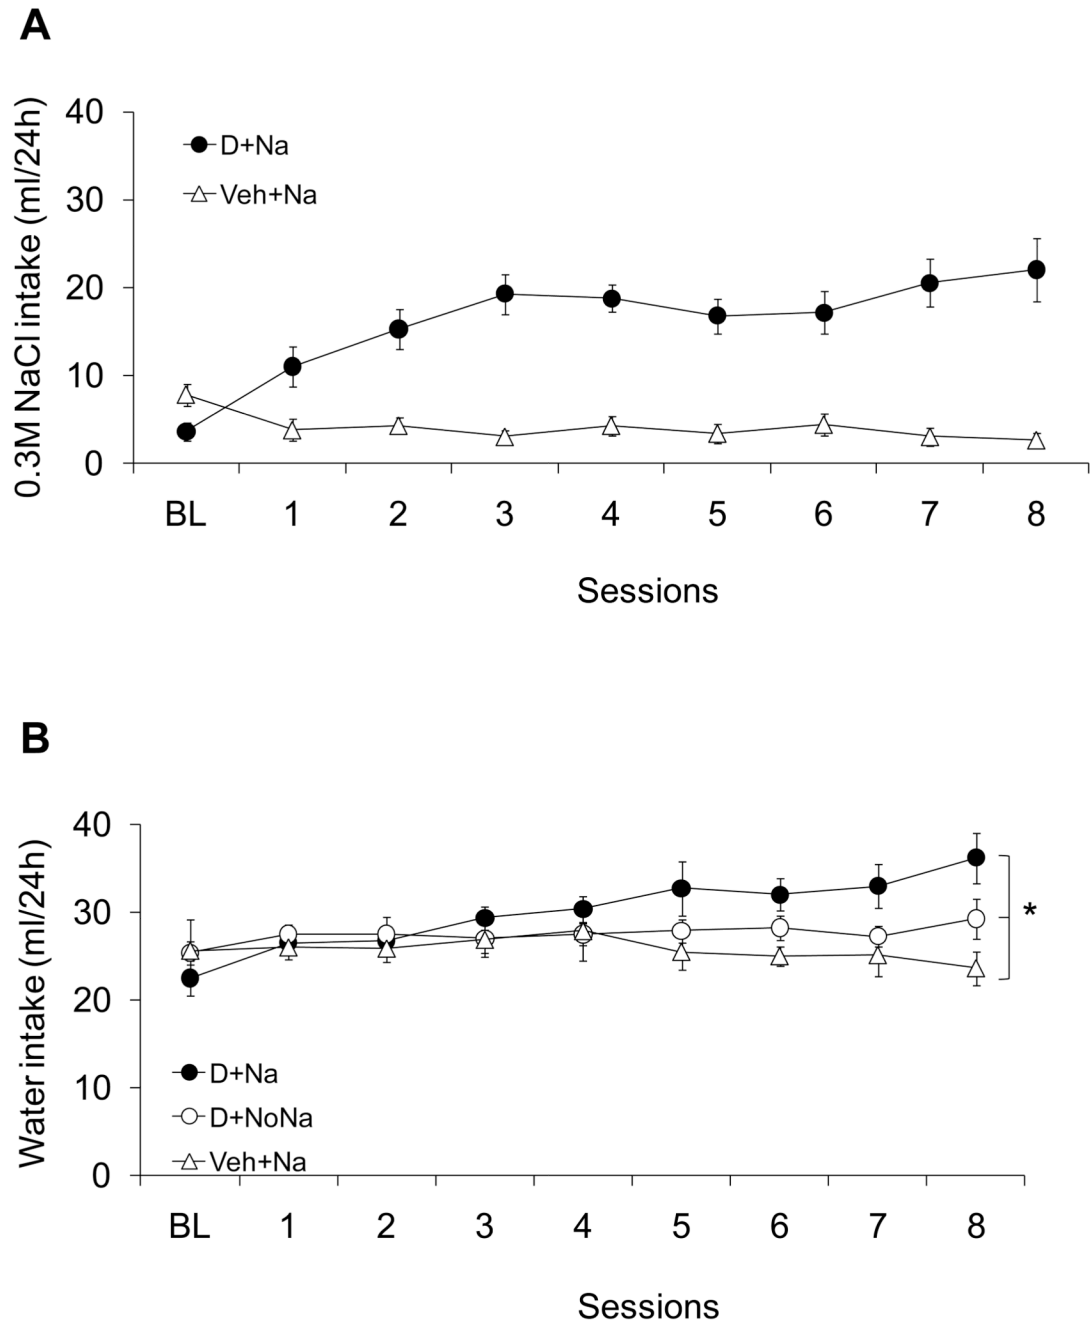 A
0.3M NaCl intake (ml/24h)
40
30
20
10
0
D+Na
Veh+Na
BL 1 2 3 4 5 6 7 8
Sessions
B
Water intake (ml/24h)
40
30
20
10
0
*
D+Na
D+NoNa
Veh+Na
BL 1 2 3 4 5 6 7 8
Sessions